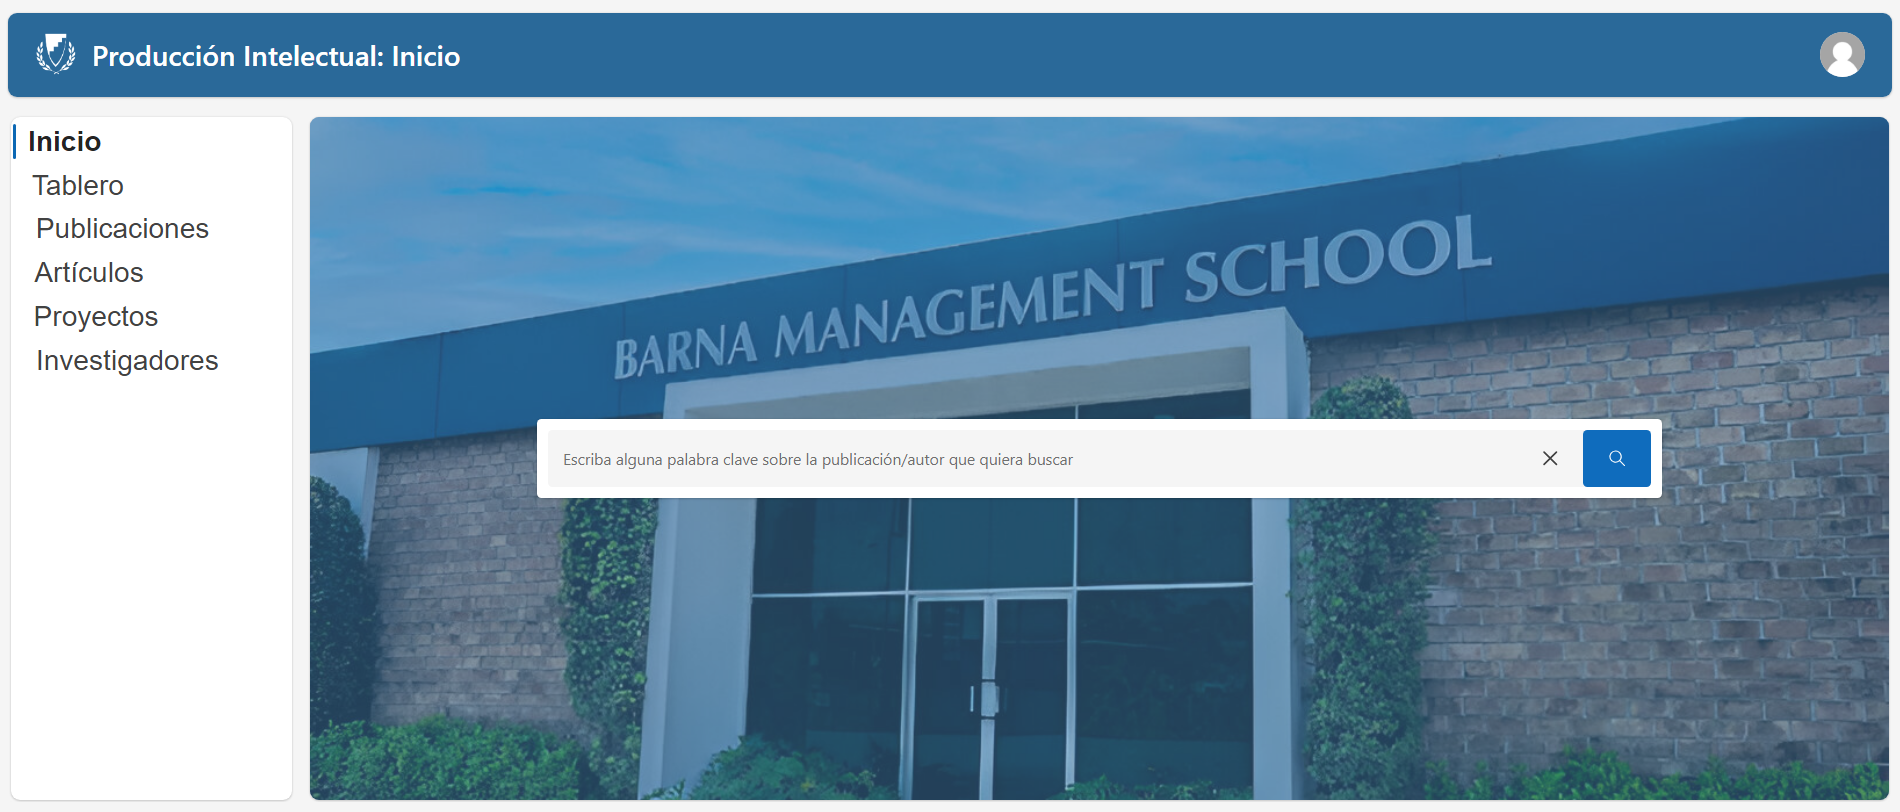 Producción Intelectual: Inicio
Inicio
Tablero
Publicaciones
Artículos
Proyectos
Investigadores
BARNA MANAGEMENT SCHOOL
Escriba alguna palabra clave sobre la publicación/autor que quiera buscar